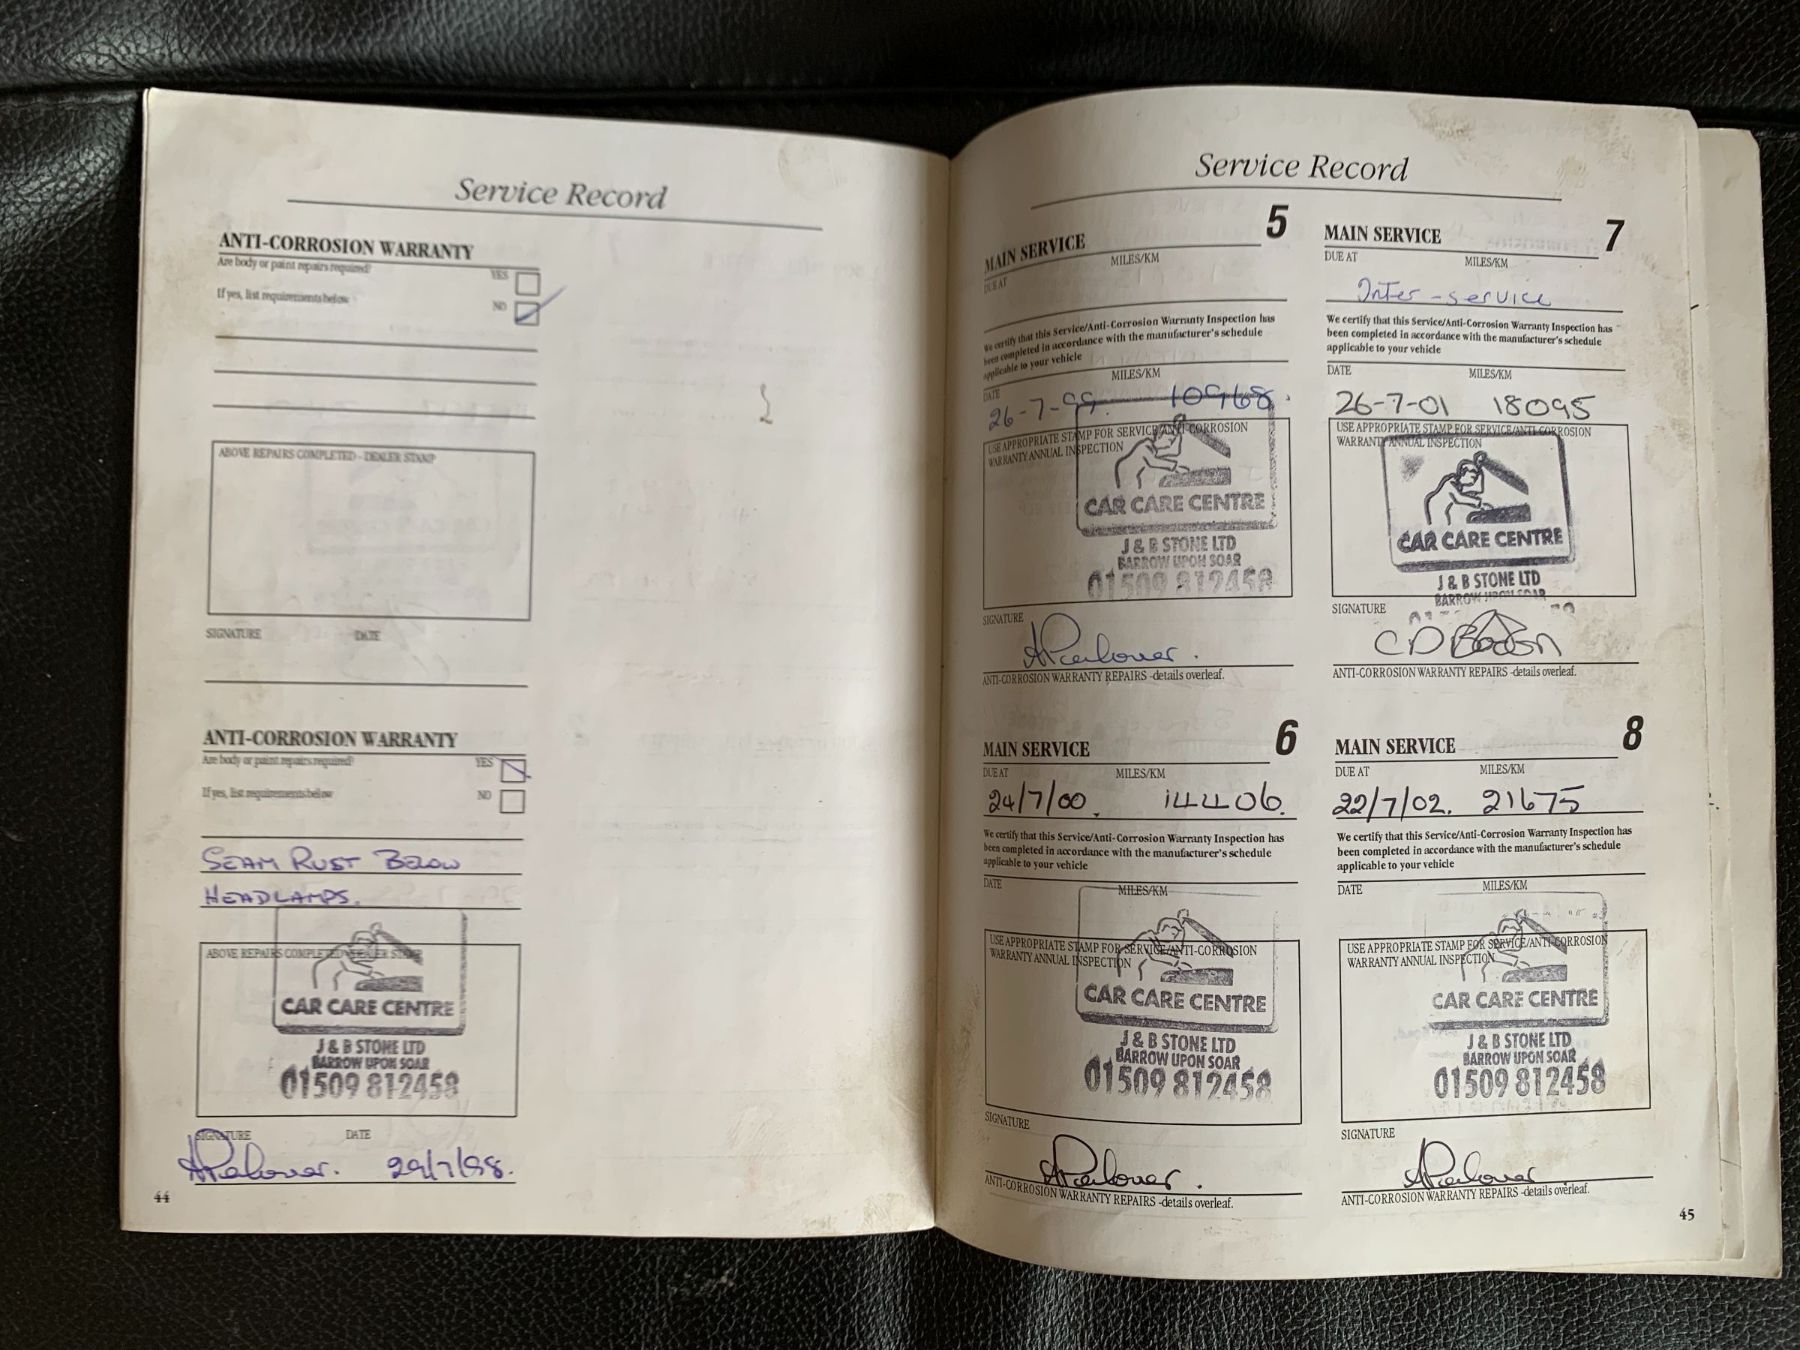 Service Record
ANTI-CORROSION WARRANTY
Are body or paint repairs required?
YES
If yes, list requirements below
NO
ABOVE REPAIRS COMPLETED - DEALER STAMP
SIGNATURE DATE
ANTI-CORROSION WARRANTY
Are body or paint repairs required?
YES
If yes, list requirements below
NO
SEAM RUST BELOW
HEADLAMPS.
ABOVE REPAIRS COMPLETED - DEALER STAMP
CAR CARE CENTRE
J & B STONE LTD
BARROW UPON SOAR
01509 812458
SIGNATURE DATE
29/7/98.
44
Service Record
5
MAIN SERVICE
DUE AT MILES/KM
We certify that this Service/Anti-Corrosion Warranty Inspection has
been completed in accordance with the manufacturer's schedule
applicable to your vehicle
DATE MILES/KM
26-7-99. 10968.
USE APPROPRIATE STAMP FOR SERVICE/ANTI-CORROSION
WARRANTY ANNUAL INSPECTION
CAR CARE CENTRE
J & B STONE LTD
BARROW UPON SOAR
01509 812458
SIGNATURE
ANTI-CORROSION WARRANTY REPAIRS -details overleaf.
6
MAIN SERVICE
DUE AT MILES/KM
24/7/00. 14406.
We certify that this Service/Anti-Corrosion Warranty Inspection has
been completed in accordance with the manufacturer's schedule
applicable to your vehicle
DATE MILES/KM
USE APPROPRIATE STAMP FOR SERVICE/ANTI-CORROSION
WARRANTY ANNUAL INSPECTION
CAR CARE CENTRE
J & B STONE LTD
BARROW UPON SOAR
01509 812458
SIGNATURE
ANTI-CORROSION WARRANTY REPAIRS -details overleaf.
7
MAIN SERVICE
DUE AT MILES/KM
Inter-service
We certify that this Service/Anti-Corrosion Warranty Inspection has
been completed in accordance with the manufacturer's schedule
applicable to your vehicle
DATE MILES/KM
26-7-01 18095
USE APPROPRIATE STAMP FOR SERVICE/ANTI-CORROSION
WARRANTY ANNUAL INSPECTION
CAR CARE CENTRE
J & B STONE LTD
BARROW UPON SOAR
SIGNATURE
ANTI-CORROSION WARRANTY REPAIRS -details overleaf.
8
MAIN SERVICE
DUE AT MILES/KM
22/7/02. 21675
We certify that this Service/Anti-Corrosion Warranty Inspection has
been completed in accordance with the manufacturer's schedule
applicable to your vehicle
DATE MILES/KM
USE APPROPRIATE STAMP FOR SERVICE/ANTI-CORROSION
WARRANTY ANNUAL INSPECTION
CAR CARE CENTRE
J & B STONE LTD
BARROW UPON SOAR
01509 812458
SIGNATURE
ANTI-CORROSION WARRANTY REPAIRS -details overleaf.
45